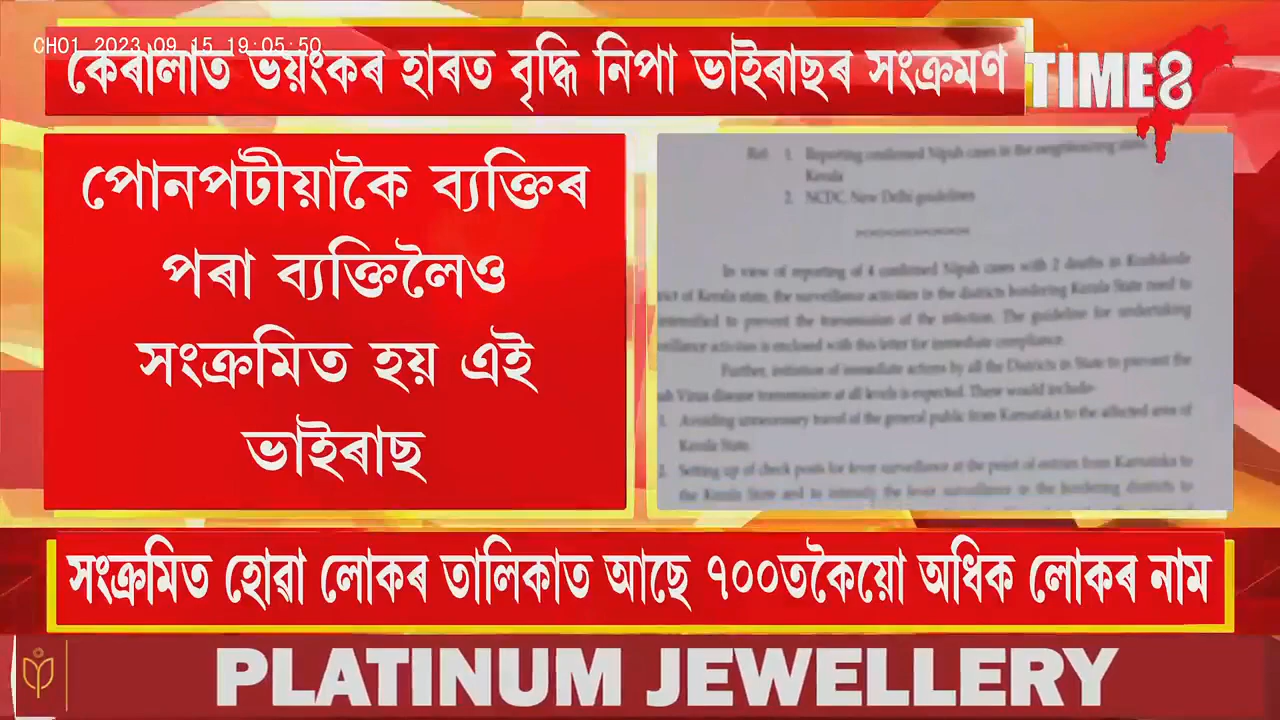 CH01 2023 09 15 19:05:50
কেৰালাত ভয়ংকৰ হাৰত বৃদ্ধি নিপা ভাইৰাছৰ সংক্ৰমণ
TIME8
পোনপটীয়াকৈ ব্যক্তিৰ
পৰা ব্যক্তিলৈও
সংক্ৰমিত হয় এই
ভাইৰাছ
Ref: 1. Reporting confirmed Nipah cases in the neighbouring state
Kerala
2. NCDC, New Delhi guidelines
In view of reporting of 4 confirmed Nipah cases with 2 deaths in Kozhikode
rict of Kerala state, the surveillance activities in the districts bordering Kerala State need to
intensified to prevent the transmission of the infection. The guideline for undertaking
veillance activities is enclosed with this letter for immediate compliance.
Further, initiation of immediate actions by all the Districts in State to prevent the
ah Virus disease transmission at all levels is expected. These would include-
1. Avoiding unnecessary travel of the general public from Karnataka to the affected area of
Kerala State.
2. Setting up of check posts for fever surveillance at the point of entries from Karnataka to
the Kerala State and to intensify the fever surveillance in the bordering districts to
সংক্ৰমিত হোৱা লোকৰ তালিকাত আছে ৭০০তকৈয়ো অধিক লোকৰ নাম
PLATINUM JEWELLERY